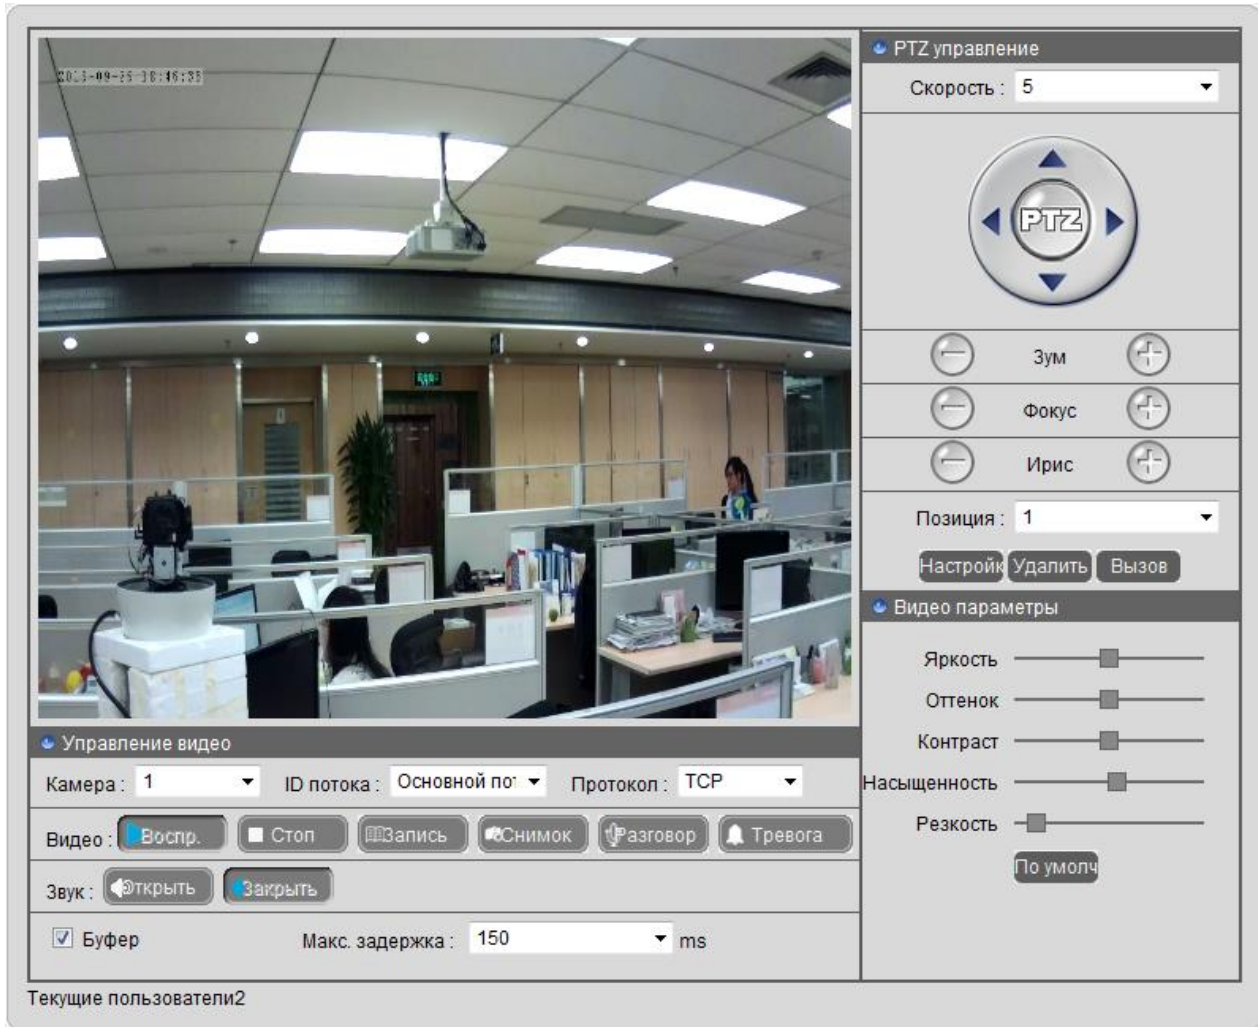 PTZ управление
Скорость : 5
PTZ
Зум
Фокус
Ирис
Позиция : 1
Настройк Удалить Вызов
Видео параметры
Яркость
Оттенок
Контраст
Насыщенность
Резкость
По умолч
Управление видео
Камера : 1 ID потока : Основной пот Протокол : TCP
Видео : Воспр. Стоп Запись Снимок Разговор Тревога
Звук : Открыть Закрыть
Буфер Макс. задержка : 150 ms
Текущие пользователи2